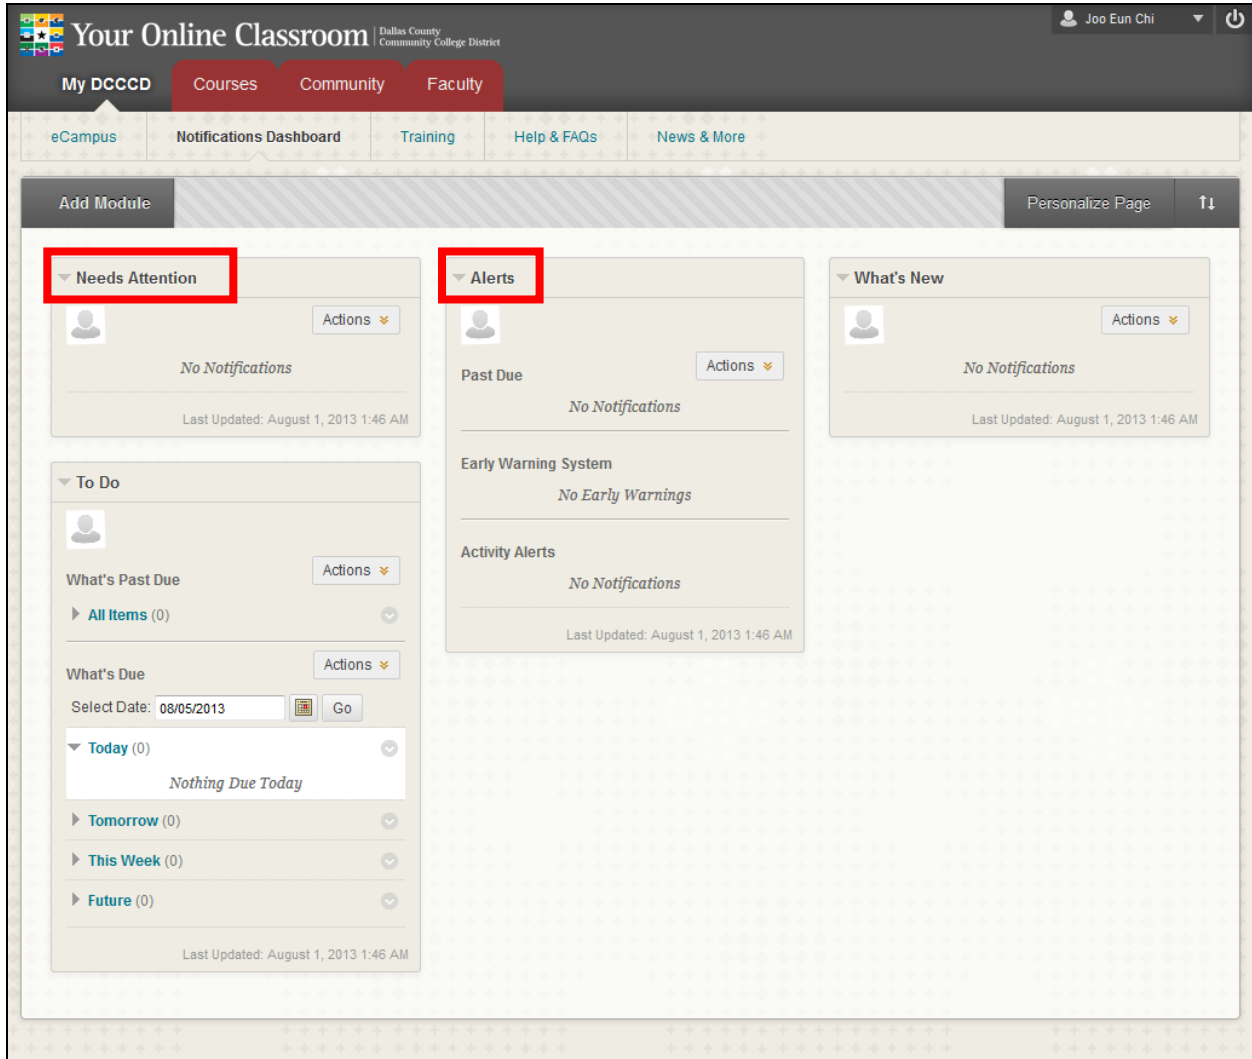 Your Online Classroom
Dallas County
Community College District
Joo Eun Chi
My DCCCD
Courses
Community
Faculty
eCampus
Notifications Dashboard
Training
Help & FAQs
News & More
Add Module
Personalize Page
Needs Attention
Actions
No Notifications
Last Updated: August 1, 2013 1:46 AM
To Do
What's Past Due
Actions
All Items (0)
What's Due
Actions
Select Date: 08/05/2013 Go
Today (0)
Nothing Due Today
Tomorrow (0)
This Week (0)
Future (0)
Last Updated: August 1, 2013 1:46 AM
Alerts
Past Due
Actions
No Notifications
Early Warning System
No Early Warnings
Activity Alerts
No Notifications
Last Updated: August 1, 2013 1:46 AM
What's New
Actions
No Notifications
Last Updated: August 1, 2013 1:46 AM